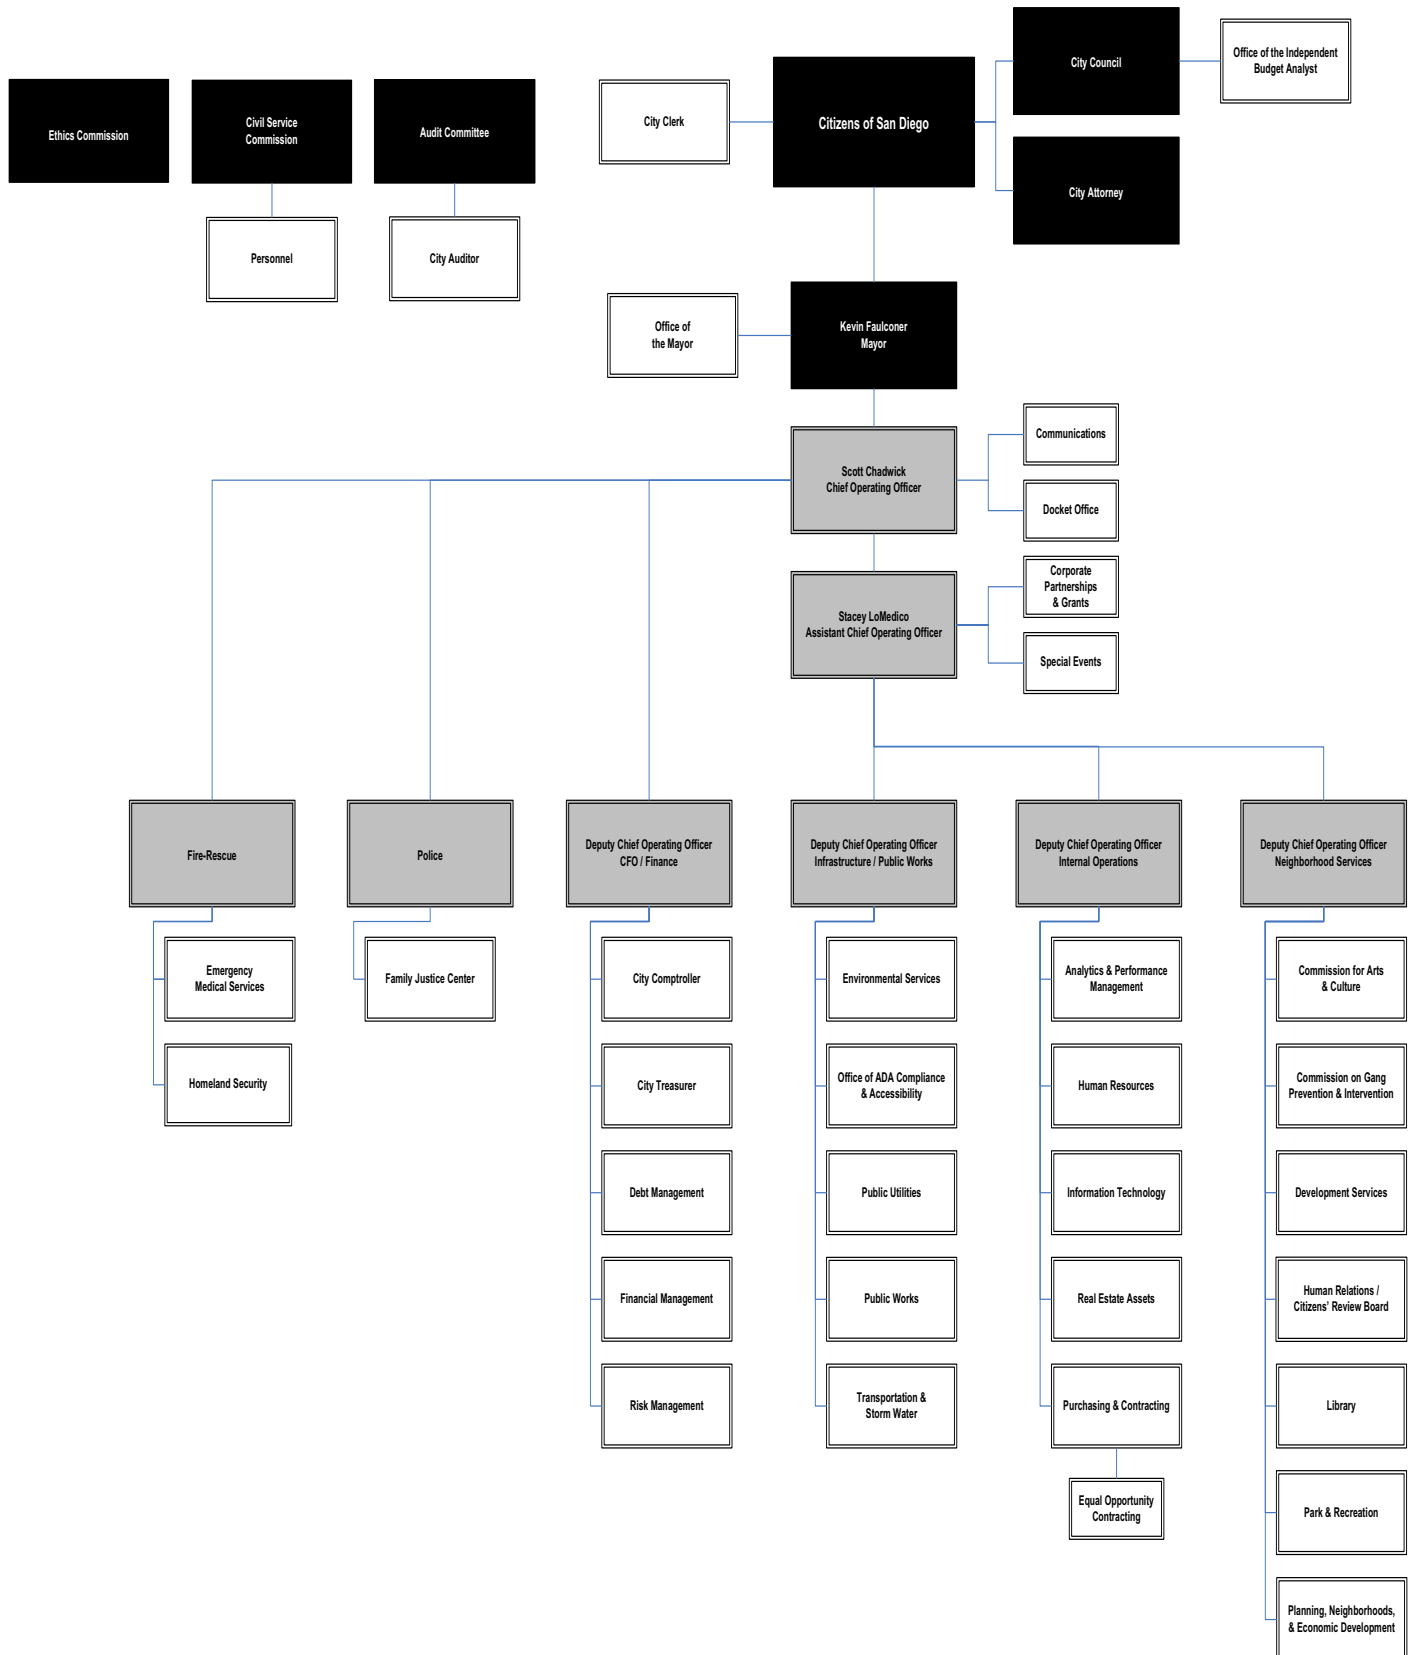 City Council
Office of the Independent
Budget Analyst
Ethics Commission
Civil Service
Commission
Audit Committee
City Clerk
Citizens of San Diego
City Attorney
Personnel
City Auditor
Office of
the Mayor
Kevin Faulconer
Mayor
Scott Chadwick
Chief Operating Officer
Communications
Docket Office
Stacey LoMedico
Assistant Chief Operating Officer
Corporate
Partnerships
& Grants
Special Events
Fire-Rescue
Police
Deputy Chief Operating Officer
CFO / Finance
Deputy Chief Operating Officer
Infrastructure / Public Works
Deputy Chief Operating Officer
Internal Operations
Deputy Chief Operating Officer
Neighborhood Services
Emergency
Medical Services
Homeland Security
Family Justice Center
City Comptroller
City Treasurer
Debt Management
Financial Management
Risk Management
Environmental Services
Office of ADA Compliance
& Accessibility
Public Utilities
Public Works
Transportation &
Storm Water
Analytics & Performance
Management
Human Resources
Information Technology
Real Estate Assets
Purchasing & Contracting
Equal Opportunity
Contracting
Commission for Arts
& Culture
Commission on Gang
Prevention & Intervention
Development Services
Human Relations /
Citizens' Review Board
Library
Park & Recreation
Planning, Neighborhoods,
& Economic Development